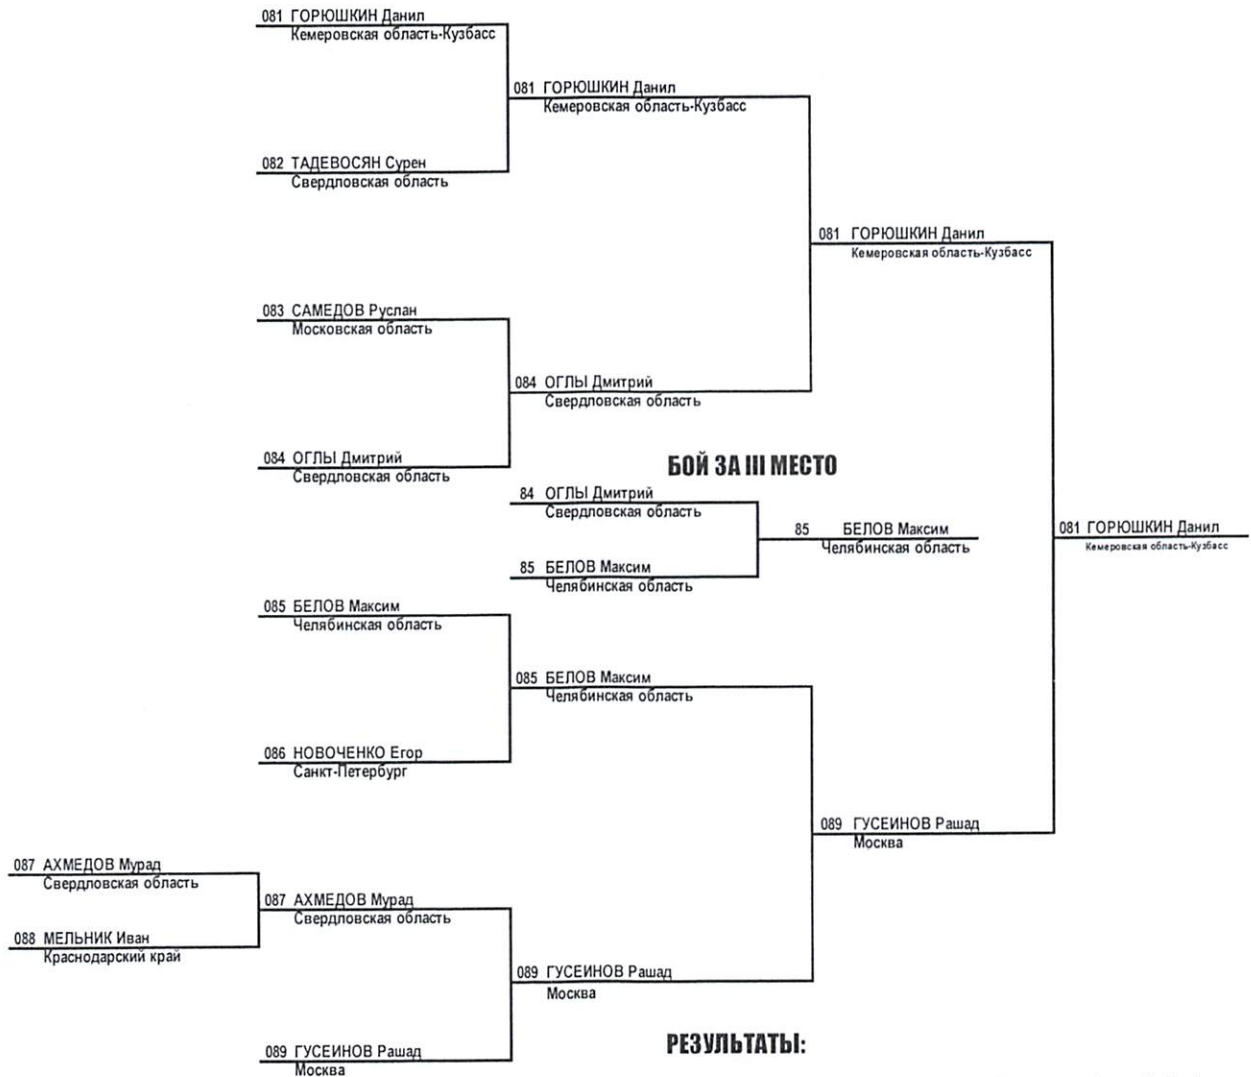 081 ГОРЮШКИН Данил
Кемеровская область-Кузбасс
081 ГОРЮШКИН Данил
Кемеровская область-Кузбасс
082 ТАДЕВОСЯН Сурен
Свердловская область
081 ГОРЮШКИН Данил
Кемеровская область-Кузбасс
083 САМЕДОВ Руслан
Московская область
084 ОГЛЫ Дмитрий
Свердловская область
084 ОГЛЫ Дмитрий
Свердловская область
БОЙ ЗА III МЕСТО
84 ОГЛЫ Дмитрий
Свердловская область
85 БЕЛОВ Максим
Челябинская область
081 ГОРЮШКИН Данил
Кемеровская область-Кузбасс
85 БЕЛОВ Максим
Челябинская область
085 БЕЛОВ Максим
Челябинская область
085 БЕЛОВ Максим
Челябинская область
086 НОВОЧЕНКО Егор
Санкт-Петербург
089 ГУСЕИНОВ Рашад
Москва
087 АХМЕДОВ Мурад
Свердловская область
087 АХМЕДОВ Мурад
Свердловская область
088 МЕЛЬНИК Иван
Краснодарский край
089 ГУСЕИНОВ Рашад
Москва
РЕЗУЛЬТАТЫ:
089 ГУСЕИНОВ Рашад
Москва